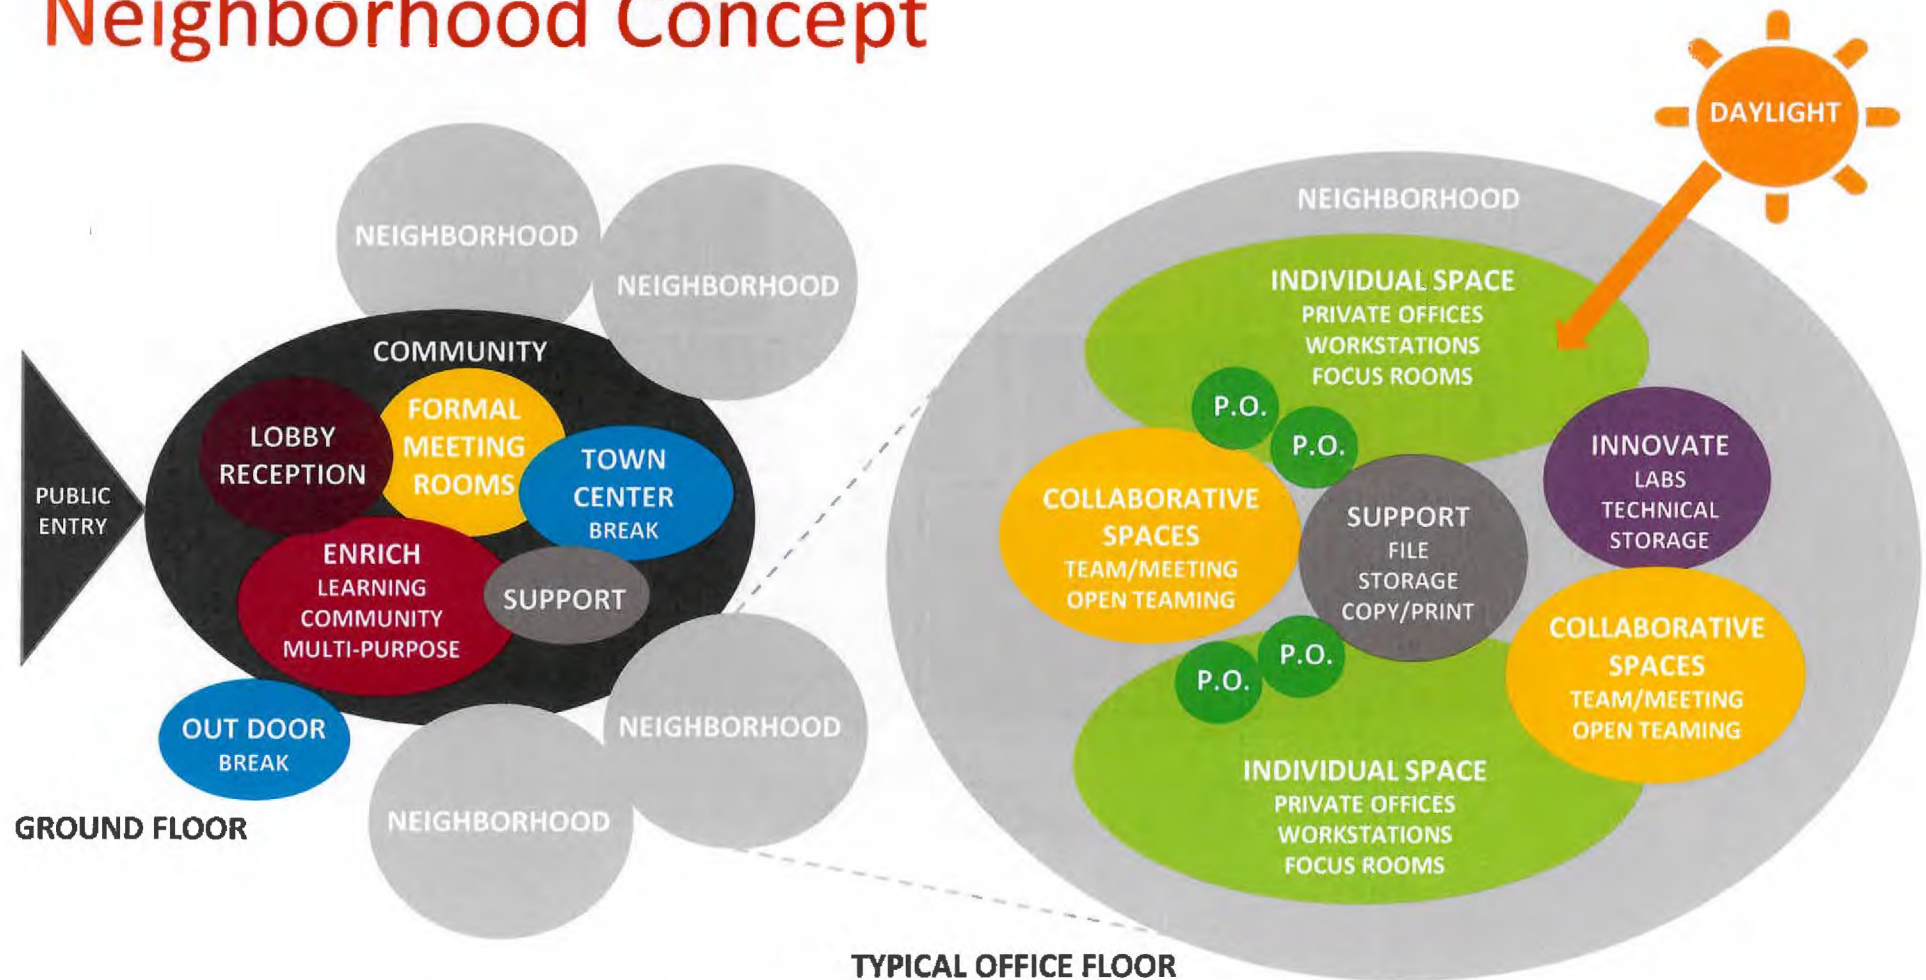 Neighborhood Concept
NEIGHBORHOOD
NEIGHBORHOOD
COMMUNITY
LOBBY
RECEPTION
FORMAL
MEETING
ROOMS
TOWN
CENTER
BREAK
PUBLIC
ENTRY
ENRICH
LEARNING
COMMUNITY
MULTI-PURPOSE
SUPPORT
OUT DOOR
BREAK
NEIGHBORHOOD
NEIGHBORHOOD
GROUND FLOOR
DAYLIGHT
NEIGHBORHOOD
INDIVIDUAL SPACE
PRIVATE OFFICES
WORKSTATIONS
FOCUS ROOMS
P.O.
P.O.
COLLABORATIVE
SPACES
TEAM/MEETING
OPEN TEAMING
SUPPORT
FILE
STORAGE
COPY/PRINT
INNOVATE
LABS
TECHNICAL
STORAGE
COLLABORATIVE
SPACES
TEAM/MEETING
OPEN TEAMING
P.O.
P.O.
INDIVIDUAL SPACE
PRIVATE OFFICES
WORKSTATIONS
FOCUS ROOMS
TYPICAL OFFICE FLOOR